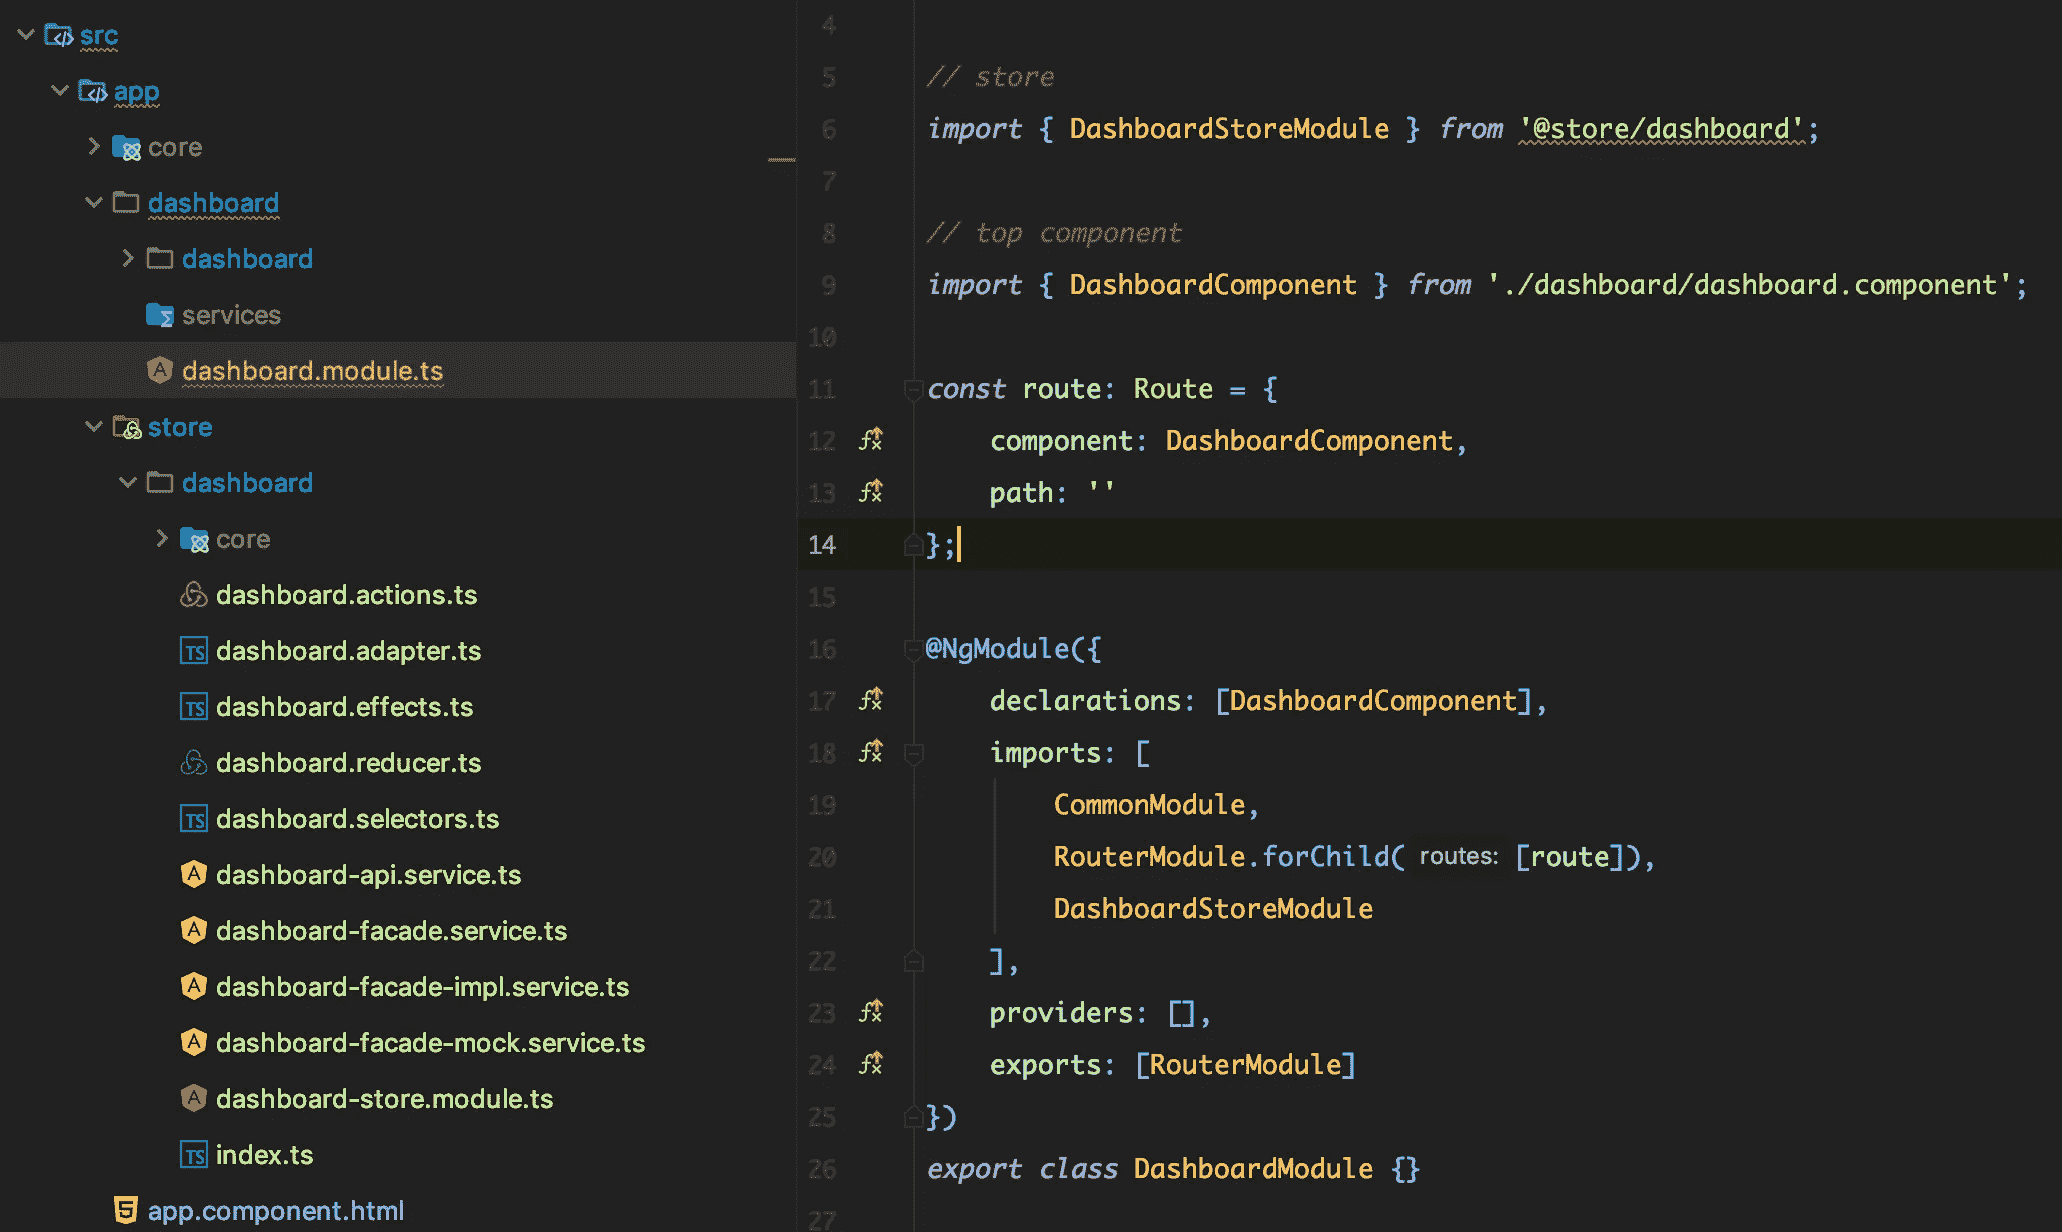 src
app
core
dashboard
dashboard
services
dashboard.module.ts
store
dashboard
core
dashboard.actions.ts
TS dashboard.adapter.ts
TS dashboard.effects.ts
dashboard.reducer.ts
TS dashboard.selectors.ts
A dashboard-api.service.ts
A dashboard-facade.service.ts
A dashboard-facade-impl.service.ts
A dashboard-facade-mock.service.ts
A dashboard-store.module.ts
TS index.ts
5 app.component.html
4
5 // store
6 import { DashboardStoreModule } from '@store/dashboard';
7
8 // top component
9 import { DashboardComponent } from './dashboard/dashboard.component';
10
11 const route: Route = {
12 component: DashboardComponent,
13 path: ''
14 };
15
16 @NgModule({
17 declarations: [DashboardComponent],
18 imports: [
19 CommonModule,
20 RouterModule.forChild( routes: [route]),
21 DashboardStoreModule
22 ],
23 providers: [],
24 exports: [RouterModule]
25 })
26 export class DashboardModule {}
27